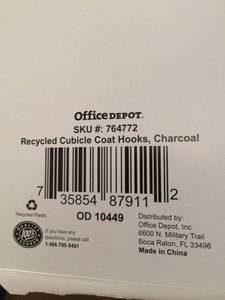 Office DEPOT.
SKU #: 764772
Recycled Cubicle Coat Hooks, Charcoal
7 35854 87911 2
Recycled Plastic
OD 10449
If you have any
questions, please call
1-866-795-8481
Distributed by:
Office Depot, Inc
6600 N. Military Trail
Boca Raton, FL 33496
Made in China